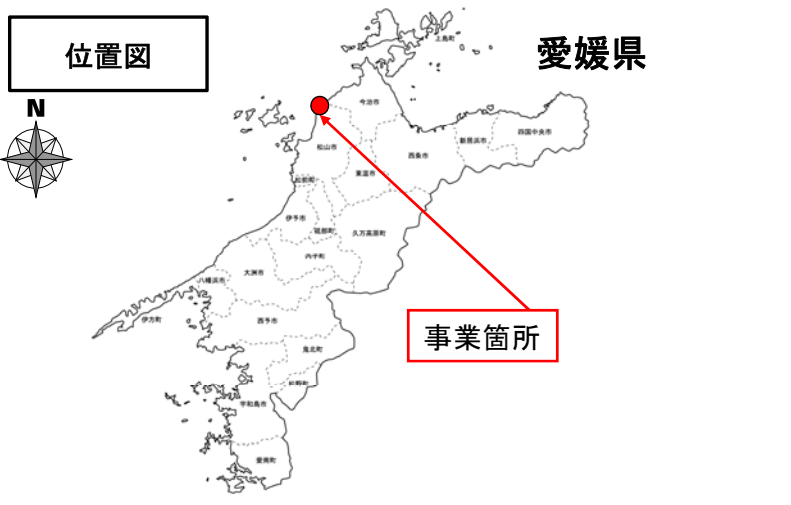 位置図
愛媛県
N
上島町
今治市
松山市
西条市
新居浜市
四国中央市
東温市
松前町
伊予市
砥部町
久万高原町
内子町
大洲市
八幡浜市
伊方町
西予市
鬼北町
松野町
宇和島市
愛南町
事業箇所